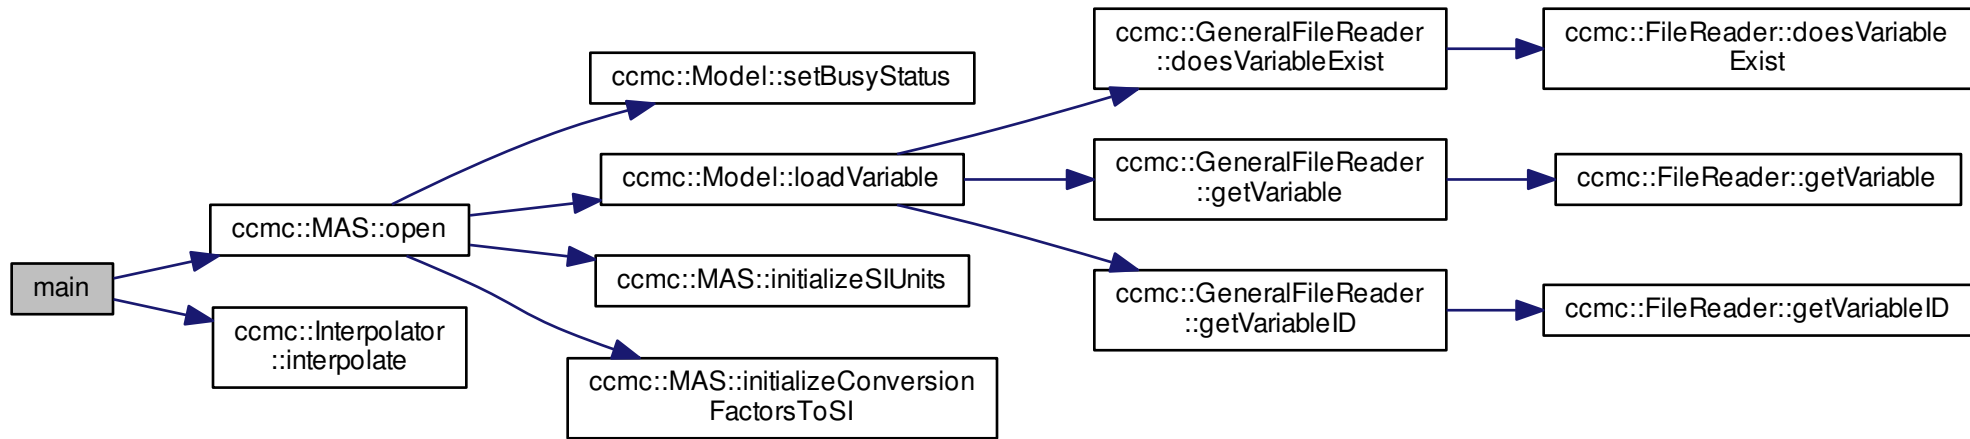 main
ccmc::MAS::open
ccmc::Interpolator
::interpolate
ccmc::Model::setBusyStatus
ccmc::Model::loadVariable
ccmc::MAS::initializeSIUnits
ccmc::MAS::initializeConversion
FactorsToSI
ccmc::GeneralFileReader
::doesVariableExist
ccmc::GeneralFileReader
::getVariable
ccmc::GeneralFileReader
::getVariableID
ccmc::FileReader::doesVariable
Exist
ccmc::FileReader::getVariable
ccmc::FileReader::getVariableID